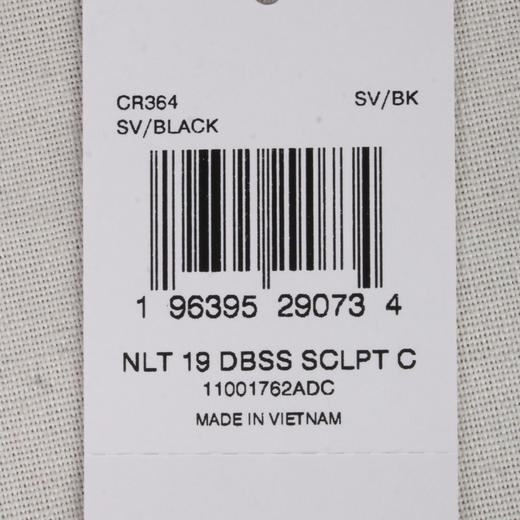 CR364 SV/BK
SV/BLACK
1 96395 29073 4
NLT 19 DBSS SCLPT C
11001762ADC
MADE IN VIETNAM